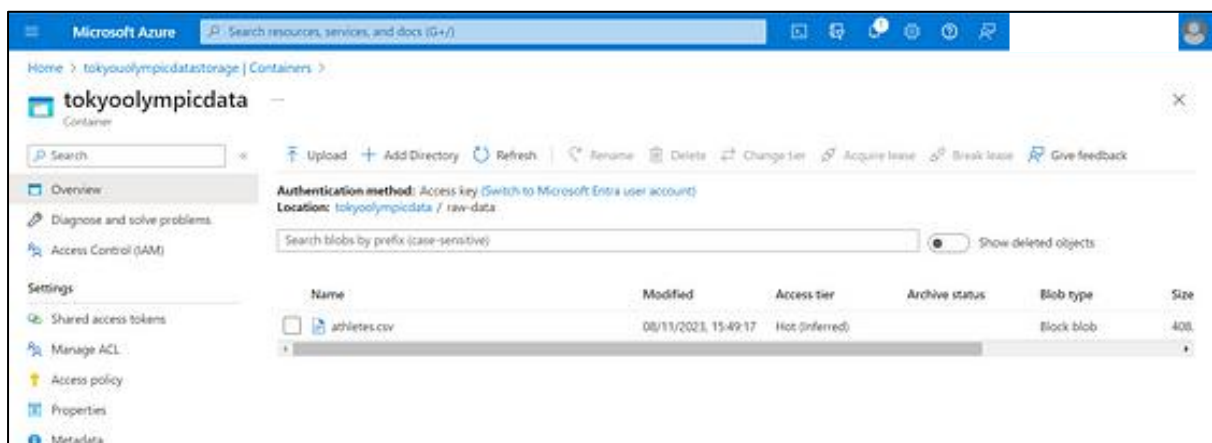 Microsoft Azure
Search resources, services, and docs (G+/)
Home > tokyouolympicdatastorage | Containers >
tokyoolympicdata
Container
Search
Upload Add Directory Refresh Rename Delete Change tier Acquire lease Break lease Give feedback
Overview
Authentication method: Access key (Switch to Microsoft Entra user account)
Location: tokyoolympicdata / raw-data
Diagnose and solve problems
Access Control (IAM)
Search blobs by prefix (case-sensitive)
Show deleted objects
Settings
Name Modified Access tier Archive status Blob type Size
Shared access tokens
athletes.csv 08/11/2023, 15:49:17 Hot (Inferred) Block blob 408.
Manage ACL
Access policy
Properties
Metadata